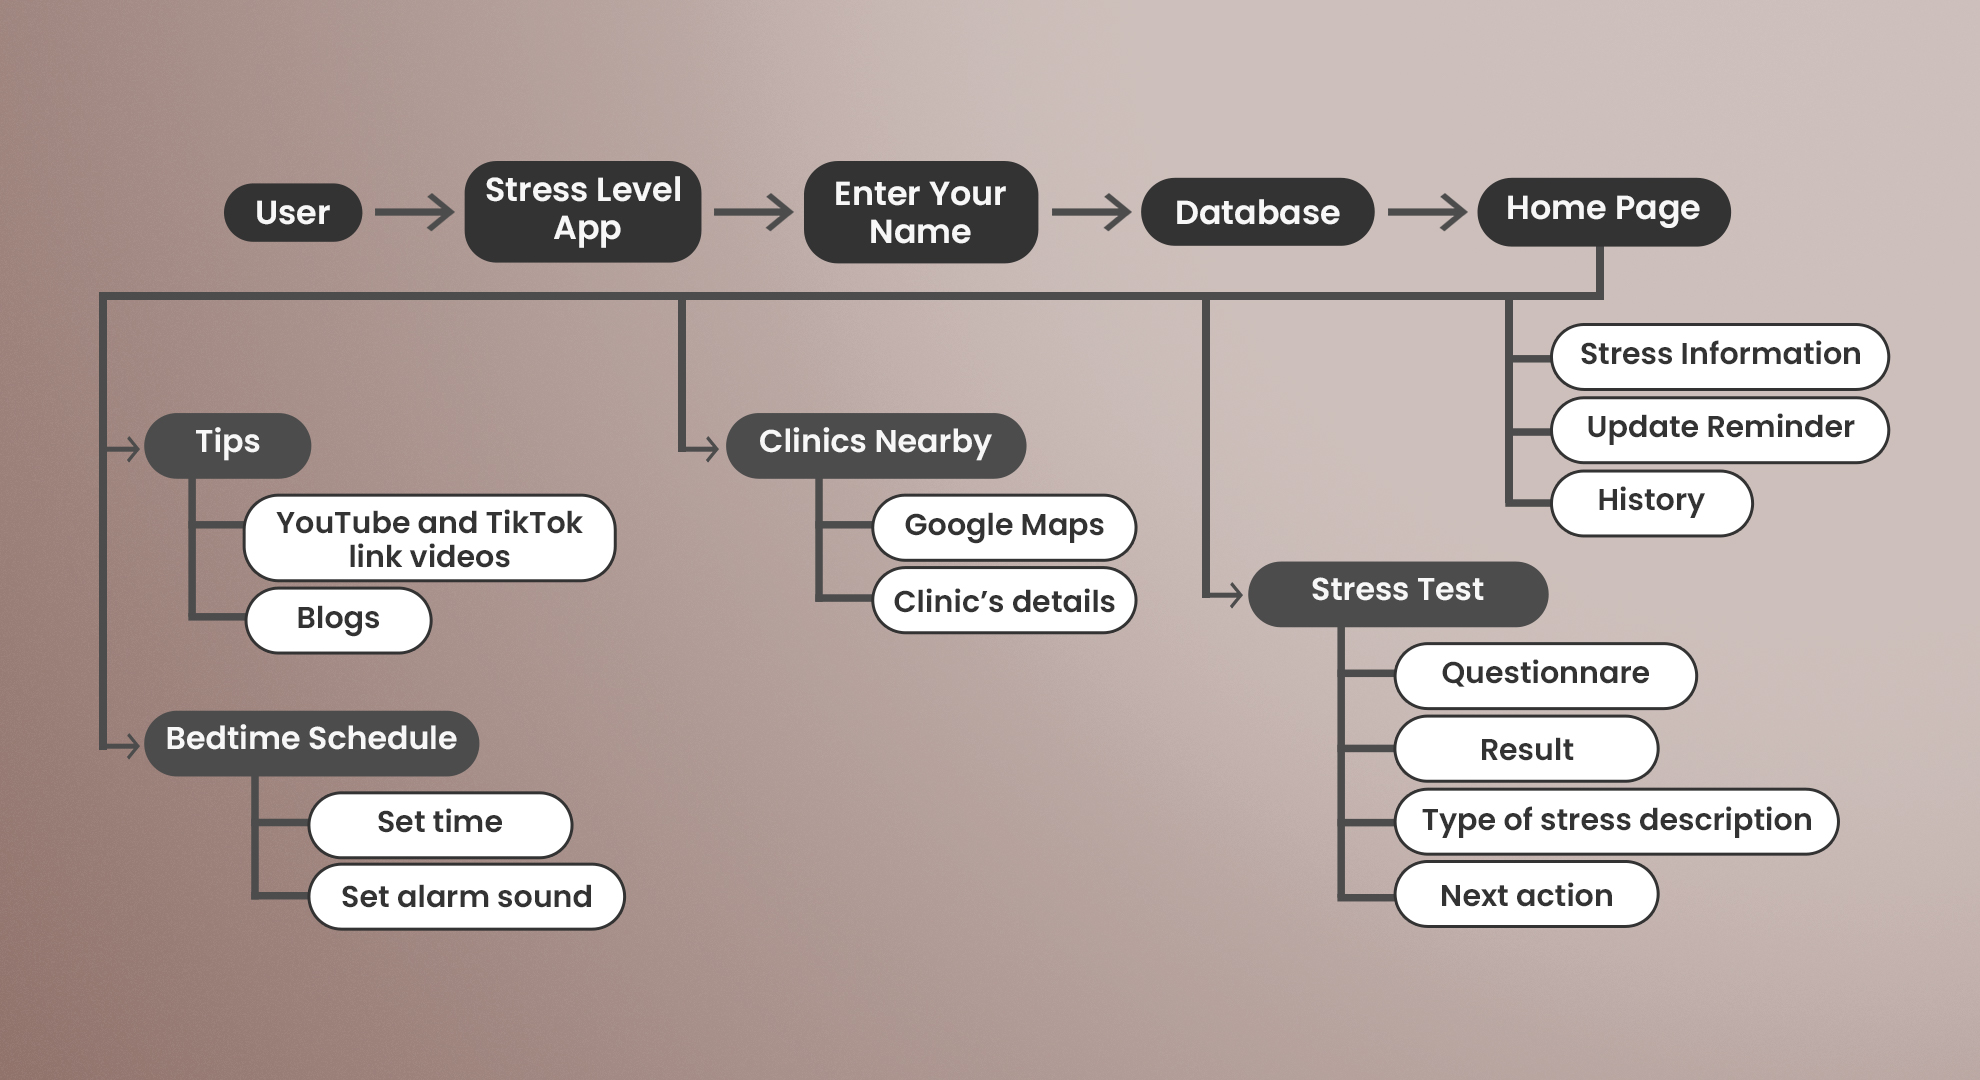 User
Stress Level
App
Enter Your
Name
Database
Home Page
Stress Information
Update Reminder
History
Tips
YouTube and TikTok
link videos
Blogs
Clinics Nearby
Google Maps
Clinic’s details
Stress Test
Questionnare
Result
Type of stress description
Next action
Bedtime Schedule
Set time
Set alarm sound